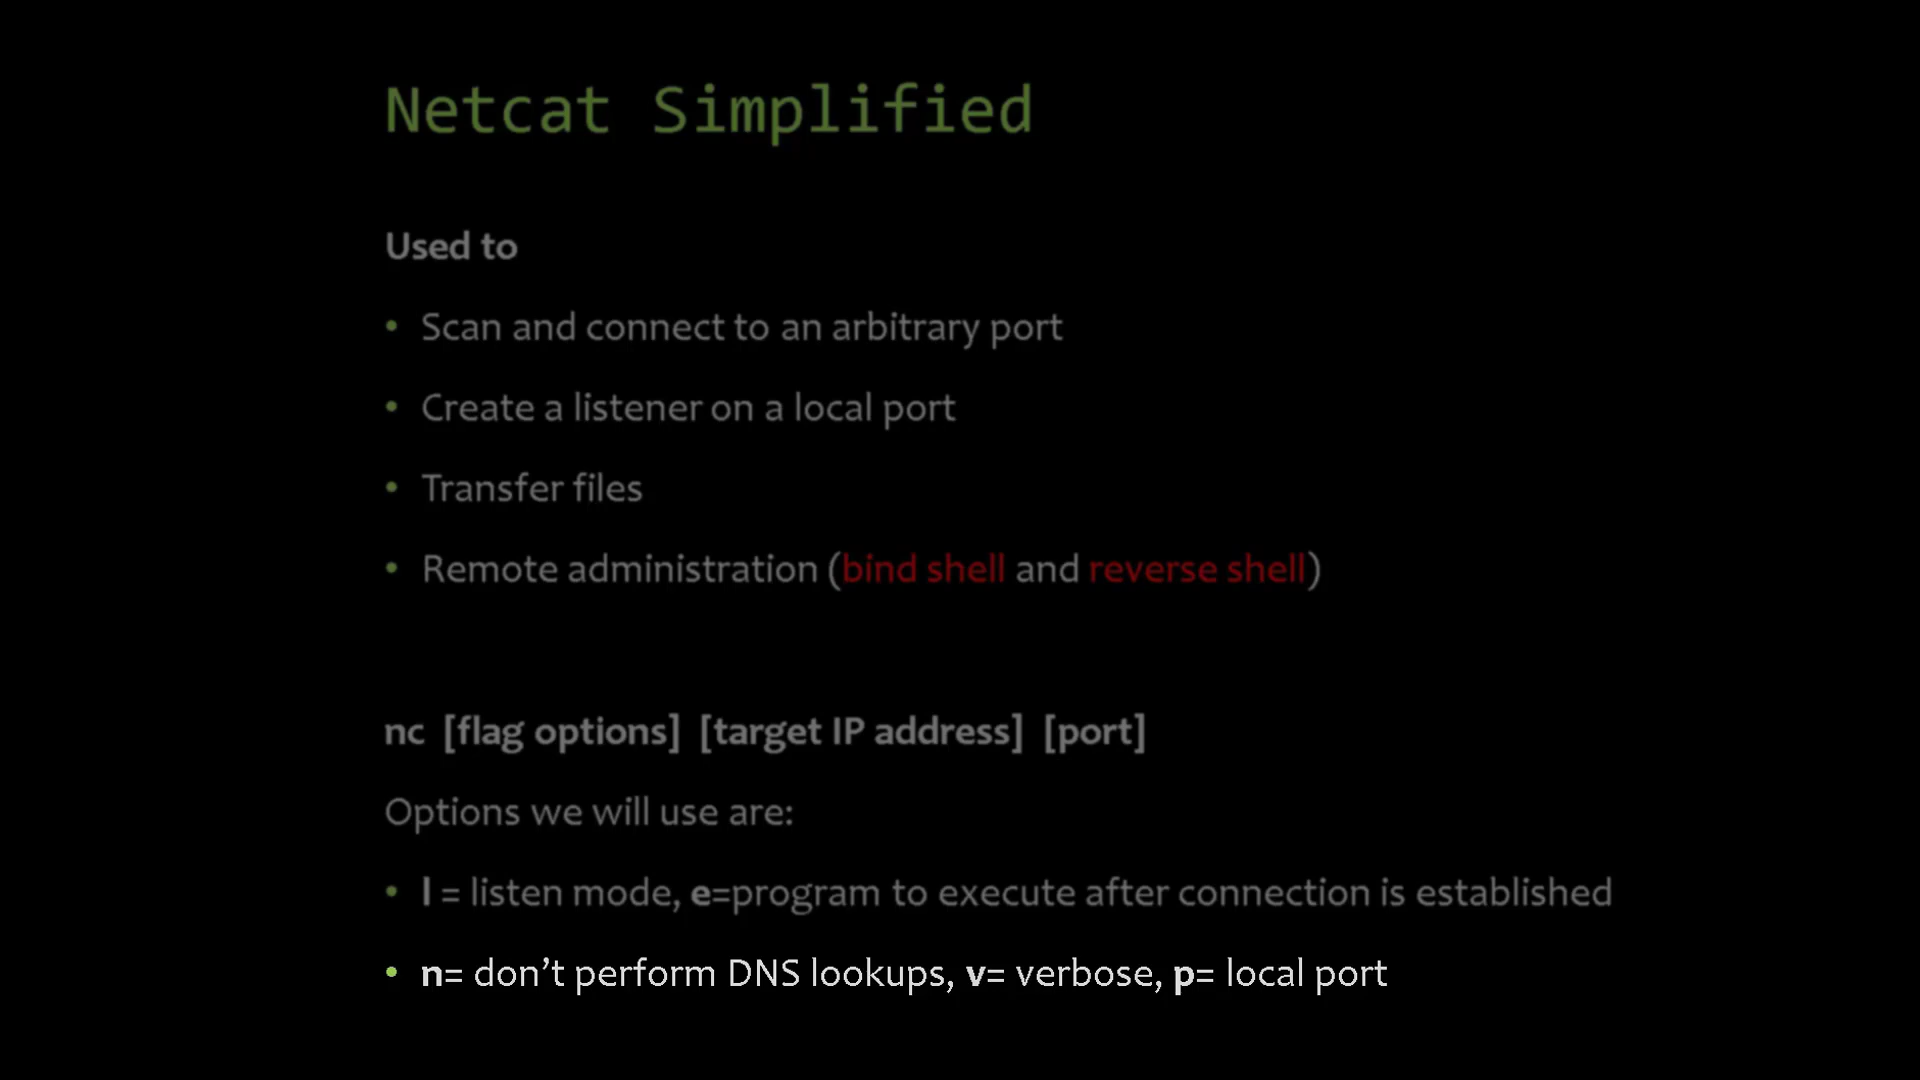 Netcat Simplified
Used to
• Scan and connect to an arbitrary port
• Create a listener on a local port
• Transfer files
• Remote administration (bind shell and reverse shell)
nc [flag options] [target IP address] [port]
Options we will use are:
• l = listen mode, e=program to execute after connection is established
• n= don’t perform DNS lookups, v= verbose, p= local port